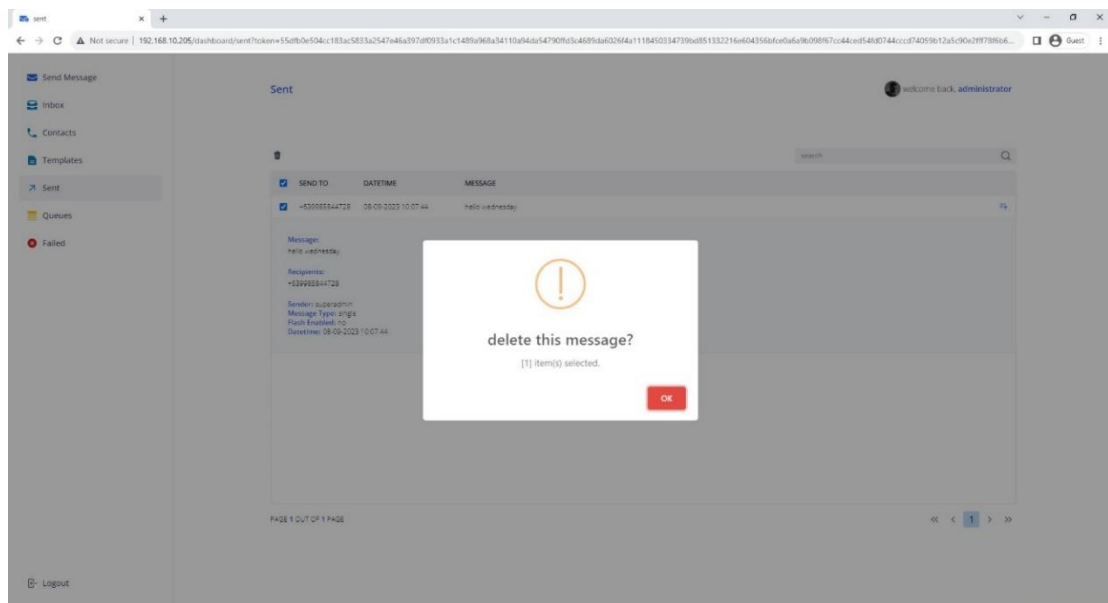 sent
Not secure | 192.168.10.205/dashboard/sent?token=
Guest
Send Message
Inbox
Contacts
Templates
Sent
Queues
Failed
Logout
Sent
welcome back, administrator
search
SEND TO DATETIME MESSAGE
08-09-2023 10:07:44 hello wednesday
Message:
hello wednesday
Recipients:
Sender: superadmin
Message Type: single
Flash Enabled: no
Datetime: 08-09-2023 10:07:44
delete this message?
[1] item(s) selected.
OK
PAGE 1 OUT OF 1 PAGE
1